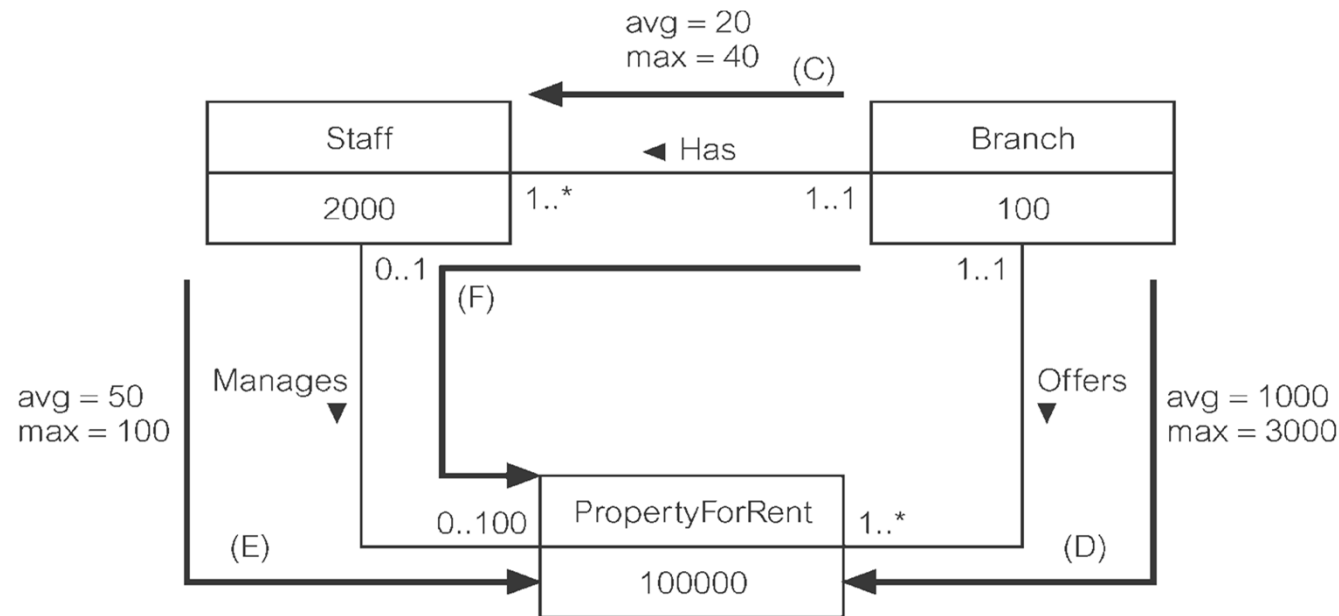 avg = 20
max = 40
(C)
Staff
◄ Has
Branch
2000
1..*
1..1
100
0..1
(F)
1..1
Manages
▼
Offers
▼
avg = 50
max = 100
avg = 1000
max = 3000
0..100
PropertyForRent
1..*
(E)
(D)
100000